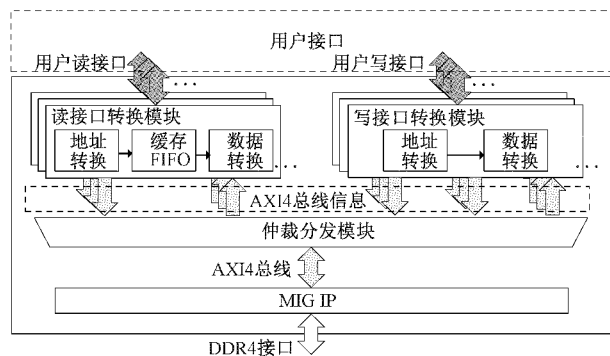 用户接口
用户读接口
用户写接口
...
...
读接口转换模块
写接口转换模块
地址
转换
缓存
FIFO
数据
转换
...
地址
转换
数据
转换
...
AXI4总线信息
仲裁分发模块
AXI4总线
MIG IP
DDR4接口